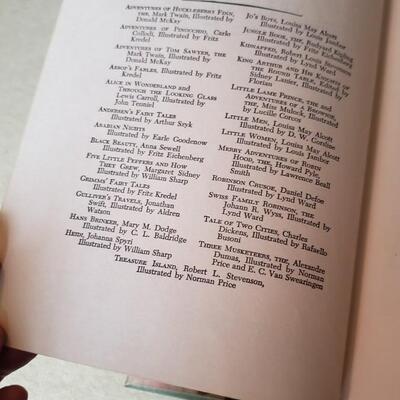 ADVENTURES OF HUCKLEBERRY FINN,
THE, Mark Twain, Illustrated by
Donald McKay
ADVENTURES OF PINOCCHIO, Carlo
Collodi, Illustrated by Fritz
Kredel
ADVENTURES OF TOM SAWYER, THE
Mark Twain, Illustrated by
Donald McKay
AESOP'S FABLES, Illustrated by Fritz
Kredel
ALICE IN WONDERLAND and
THROUGH THE LOOKING GLASS
Lewis Carroll, Illustrated by
John Tenniel
ANDERSEN'S FAIRY TALES
Illustrated by Arthur Szyk
ARABIAN NIGHTS
Illustrated by Earle Goodenow
BLACK BEAUTY, Anna Sewell
Illustrated by Fritz Eichenberg
FIVE LITTLE PEPPERS AND HOW
THEY GREW, Margaret Sidney
Illustrated by William Sharp
GRIMMS' FAIRY TALES
Illustrated by Fritz Kredel
GULLIVER'S TRAVELS, Jonathan
Swift, Illustrated by Aldren
Watson
HANS BRINKER, Mary M. Dodge
Illustrated by C. L. Baldridge
HEIDI, Johanna Spyri
Illustrated by William Sharp
JO'S BOYS, Louisa May Alcott
JUNGLE BOOK, THE, Rudyard Kipling
Illustrated by Fritz
KIDNAPPED, Robert Louis Stevenson
KING ARTHUR AND HIS KNIGHTS OF
THE ROUND TABLE, Edited by
Sidney Lanier, Illustrated by
Florian
LITTLE LAME PRINCE, THE and
ADVENTURES OF A BROWNIE,
THE, Miss Mulock, Illustrated
by Lucille Corcos
LITTLE MEN, Louisa May Alcott
Illustrated by D. W. Gordine
LITTLE WOMEN, Louisa May Alcott
Illustrated by Louis Jambor
MERRY ADVENTURES OF ROBIN
HOOD, THE, Howard Pyle,
Illustrated by Lawrence Beall
Smith
ROBINSON CRUSOE, Daniel Defoe
Illustrated by Lynd Ward
SWISS FAMILY ROBINSON, THE
Johann R. Wyss, Illustrated by
Lynd Ward
TALE OF TWO CITIES, Charles
Dickens, Illustrated by Rafaello
Busoni
THREE MUSKETEERS, THE, Alexandre
Dumas, Illustrated by Norman
Price and E. C. Van Swearingen
TREASURE ISLAND, Robert L. Stevenson,
Illustrated by Norman Price